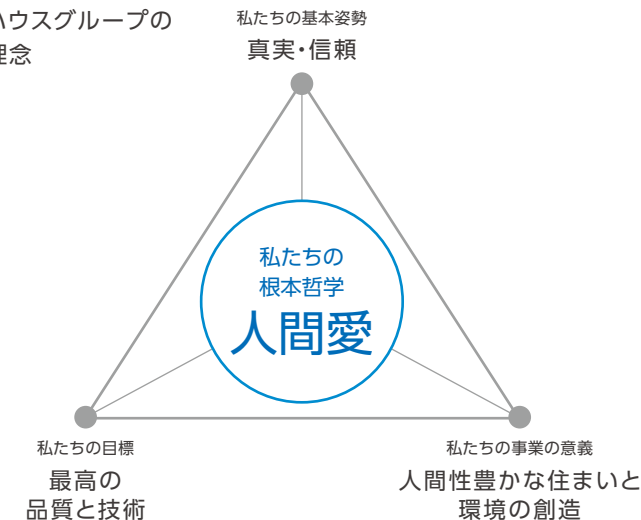 ハウスグループの
理念
私たちの基本姿勢
真実・信頼
私たちの
根本哲学
人間愛
私たちの目標
最高の
品質と技術
私たちの事業の意義
人間性豊かな住まいと
環境の創造